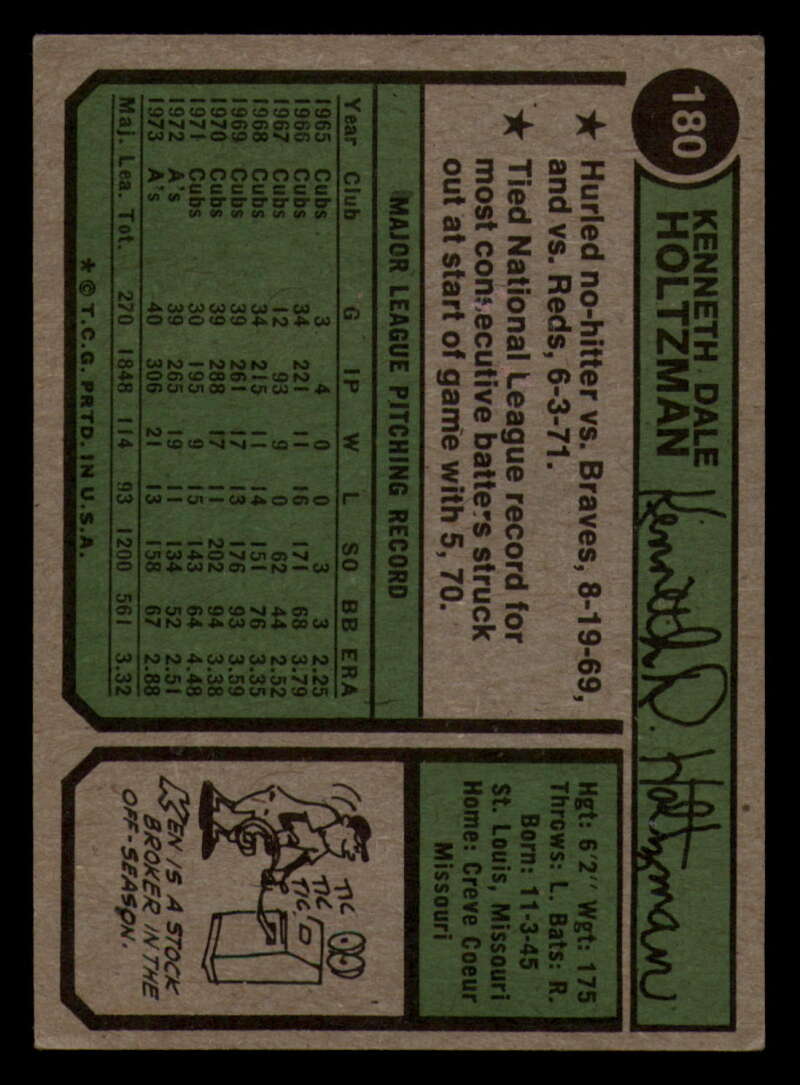 180
KENNETH DALE
HOLTZMAN
Kenneth D. Holtzman
★ Hurled no-hitter vs. Braves, 8-19-69,
and vs. Reds, 6-3-71.
★ Tied National League record for
most consecutive batters struck
out at start of game with 5, 70.
Hgt: 6'2" Wgt: 175
Throws: L. Bats: R.
Born: 11-3-45
St. Louis, Missouri
Home: Creve Coeur
Missouri
MAJOR LEAGUE PITCHING RECORD
Year Club G IP W L SO BB ERA
1965 Cubs 3 4 0 0 3 3 2.25
1966 Cubs 34 221 11 16 171 68 3.79
1967 Cubs 12 93 9 0 62 44 2.52
1968 Cubs 34 215 11 14 151 76 3.35
1969 Cubs 39 261 17 13 176 93 3.59
1970 Cubs 39 288 17 11 202 94 3.38
1971 Cubs 30 195 9 15 143 64 4.48
1972 A's 39 265 19 11 134 52 2.51
1973 A's 40 306 21 13 158 67 2.88
Maj. Lea. Tot. 270 1848 114 93 1200 561 3.32
* © T.C.G. PRTD. IN U.S.A.
TIC
TIC
TIC
KEN IS A STOCK
BROKER IN THE
OFF-SEASON.